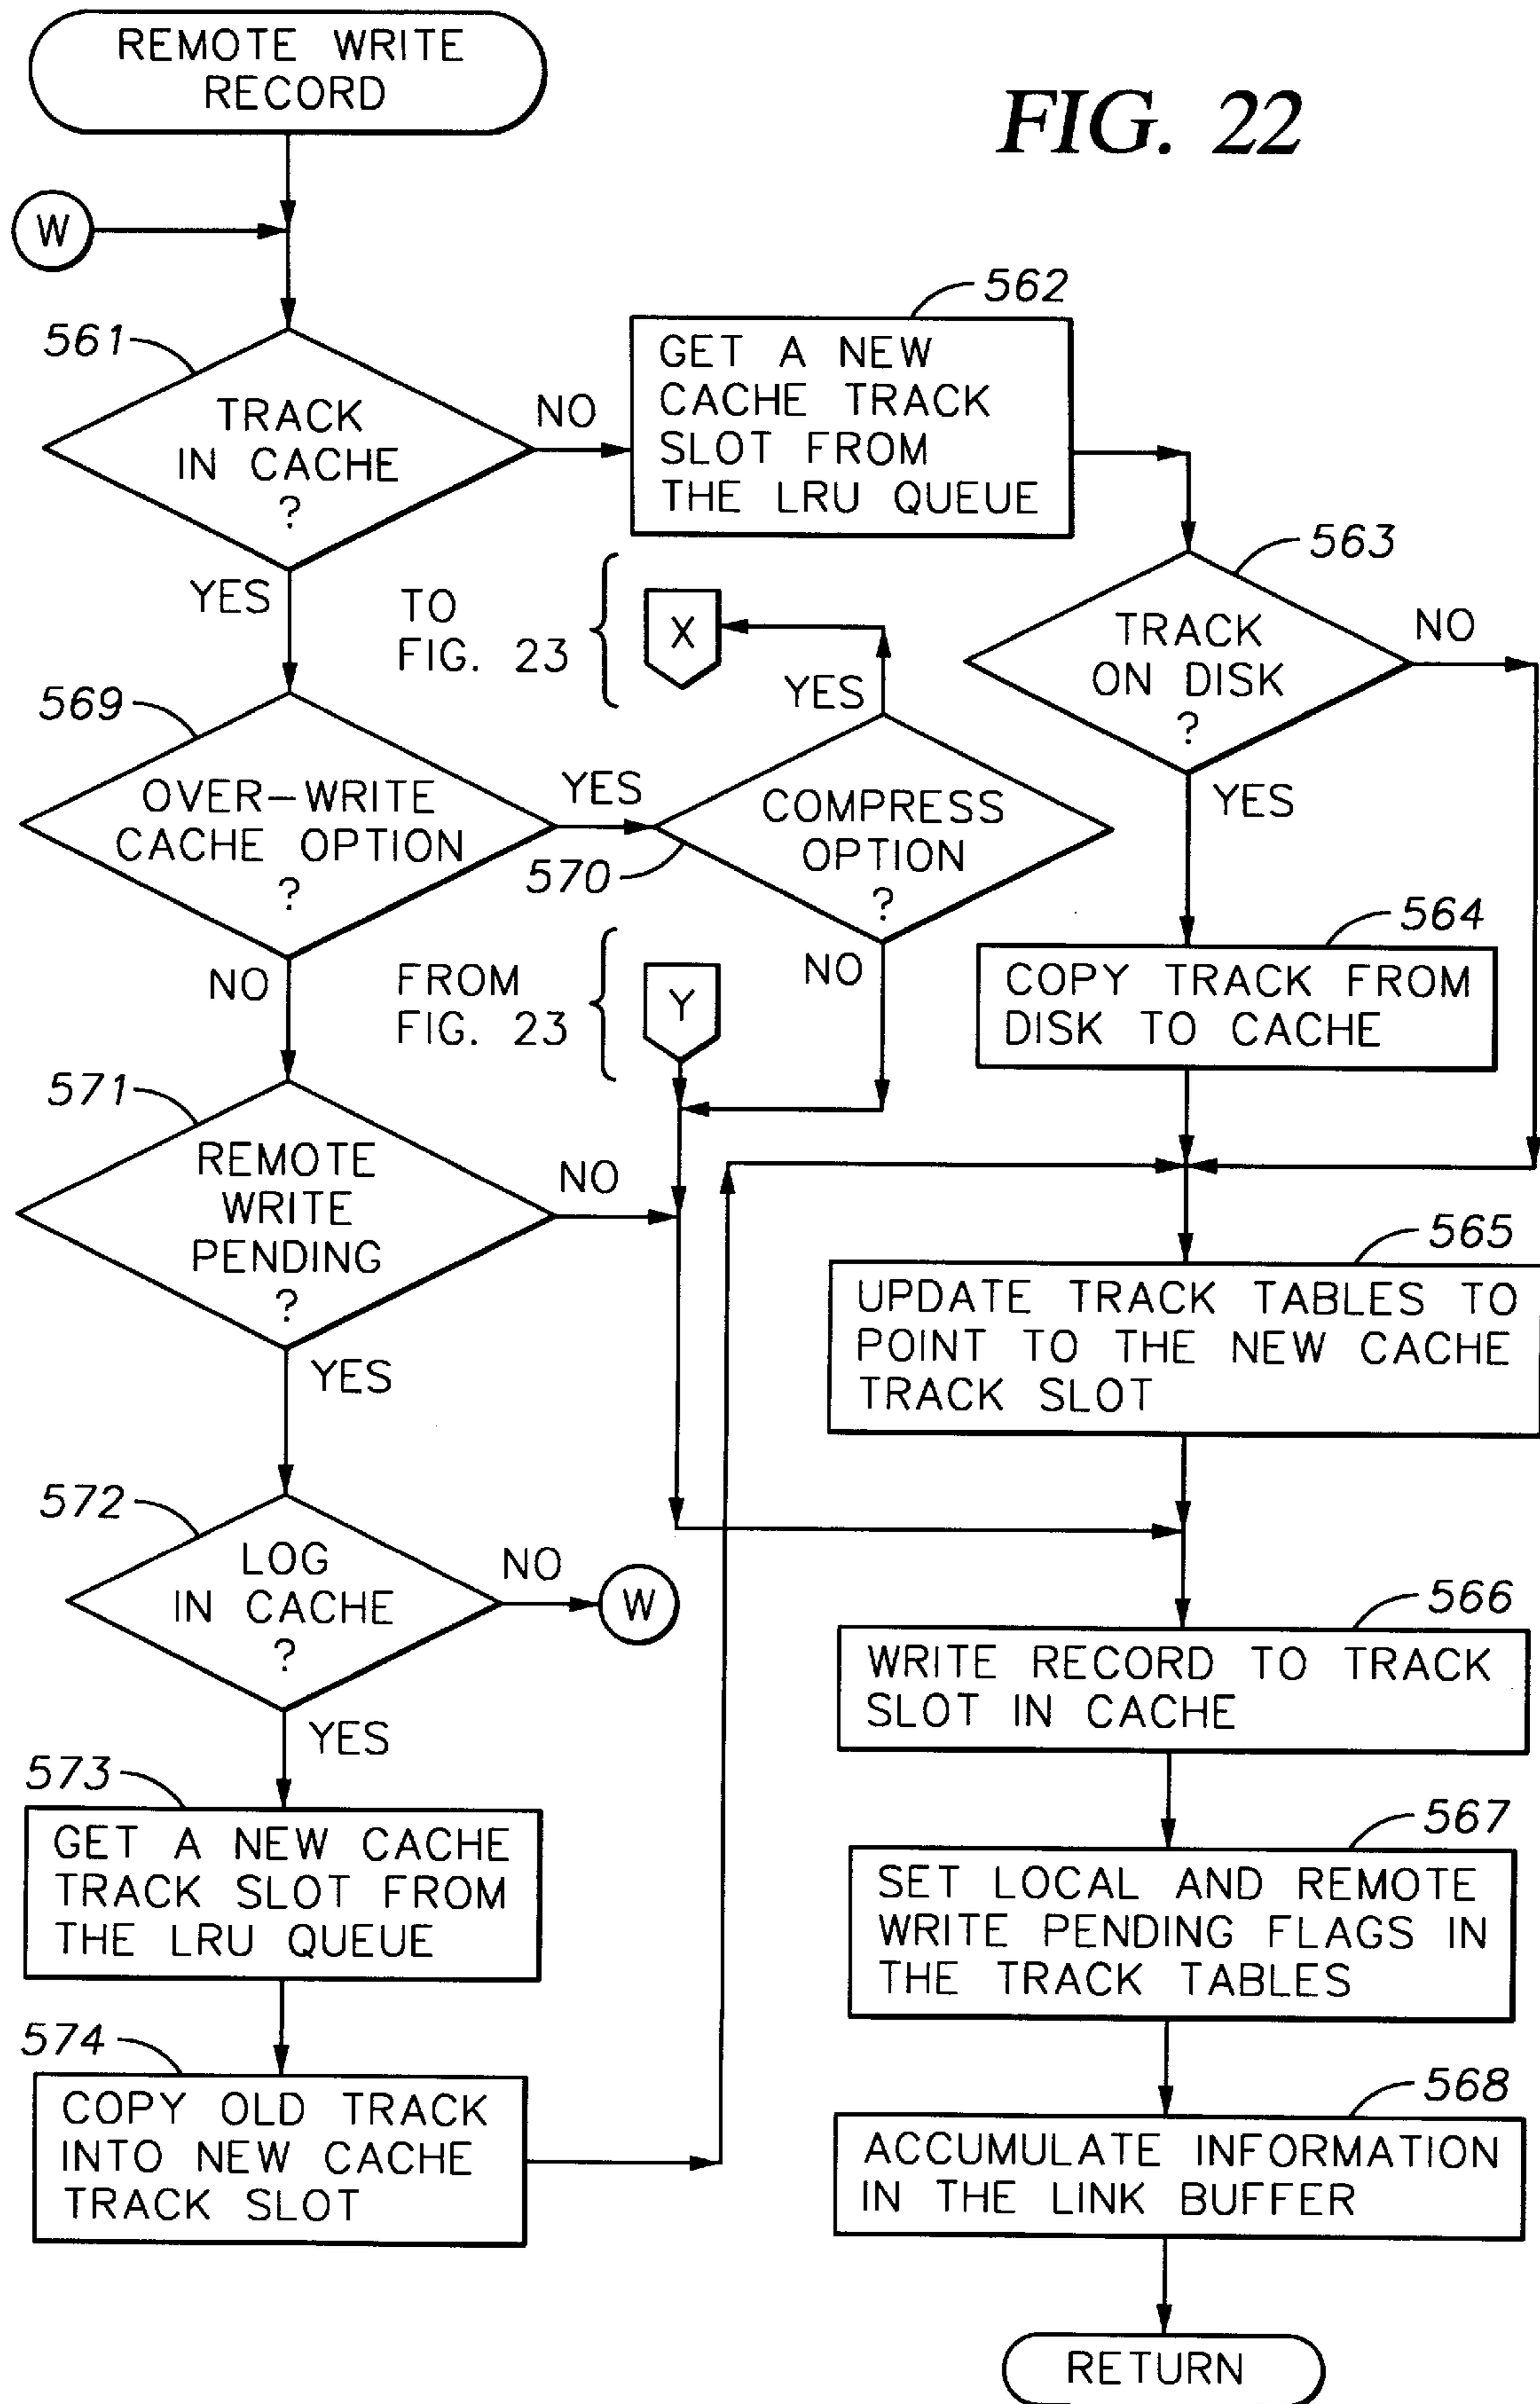 REMOTE WRITE
RECORD
FIG. 22
W
561
TRACK
IN CACHE
?
NO
YES
562
GET A NEW
CACHE TRACK
SLOT FROM
THE LRU QUEUE
563
TRACK
ON DISK
?
NO
YES
TO
FIG. 23
X
YES
569
OVER-WRITE
CACHE OPTION
?
YES
NO
570
COMPRESS
OPTION
?
NO
564
COPY TRACK FROM
DISK TO CACHE
FROM
FIG. 23
Y
571
REMOTE
WRITE
PENDING
?
NO
YES
565
UPDATE TRACK TABLES TO
POINT TO THE NEW CACHE
TRACK SLOT
572
LOG
IN CACHE
?
NO
W
YES
566
WRITE RECORD TO TRACK
SLOT IN CACHE
573
GET A NEW CACHE
TRACK SLOT FROM
THE LRU QUEUE
567
SET LOCAL AND REMOTE
WRITE PENDING FLAGS IN
THE TRACK TABLES
574
COPY OLD TRACK
INTO NEW CACHE
TRACK SLOT
568
ACCUMULATE INFORMATION
IN THE LINK BUFFER
RETURN